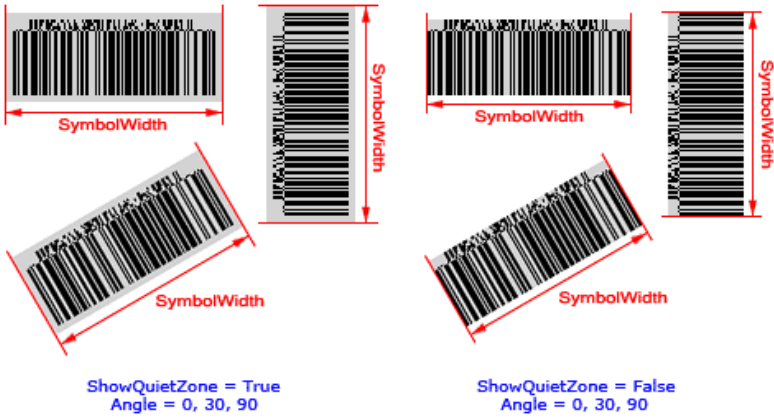 SymbolWidth
SymbolWidth
SymbolWidth
ShowQuietZone = True
Angle = 0, 30, 90
SymbolWidth
SymbolWidth
SymbolWidth
ShowQuietZone = False
Angle = 0, 30, 90